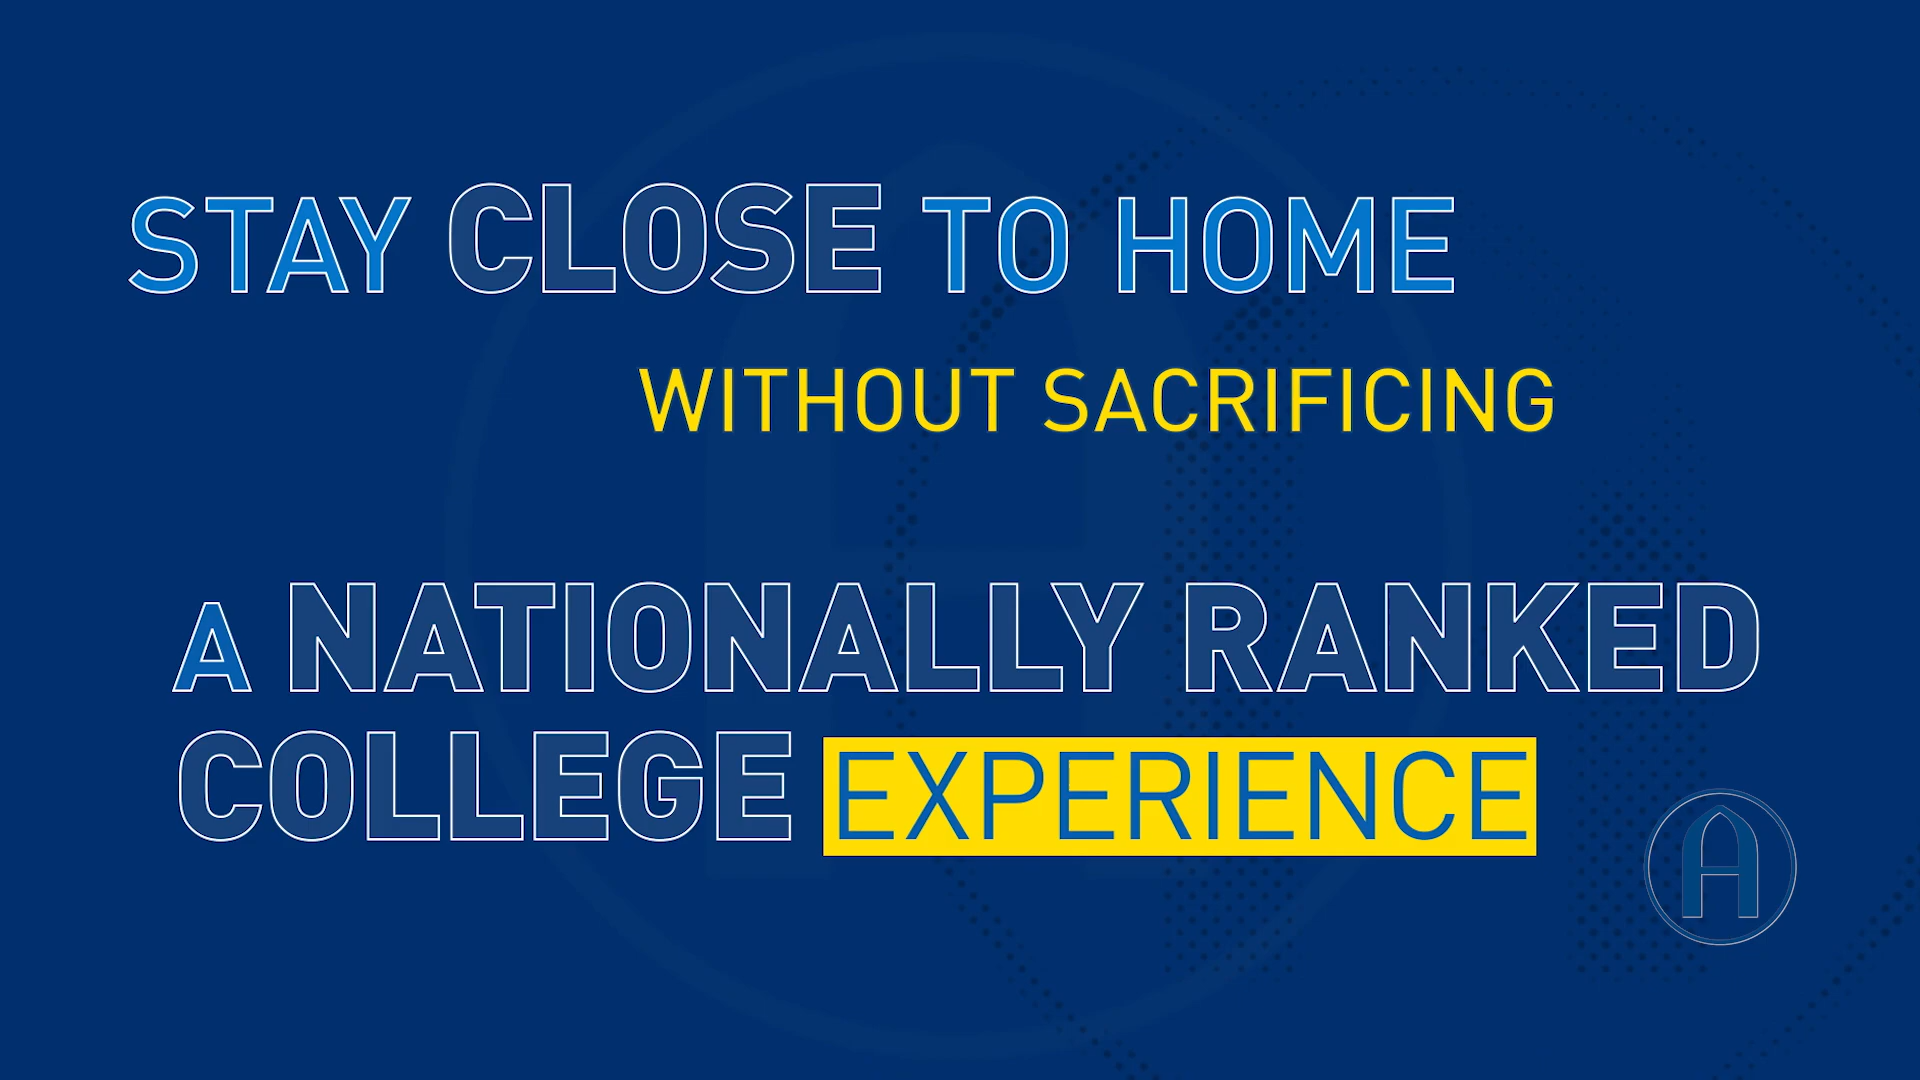 STAY CLOSE TO HOME
WITHOUT SACRIFICING
A NATIONALLY RANKED
COLLEGE EXPERIENCE
A